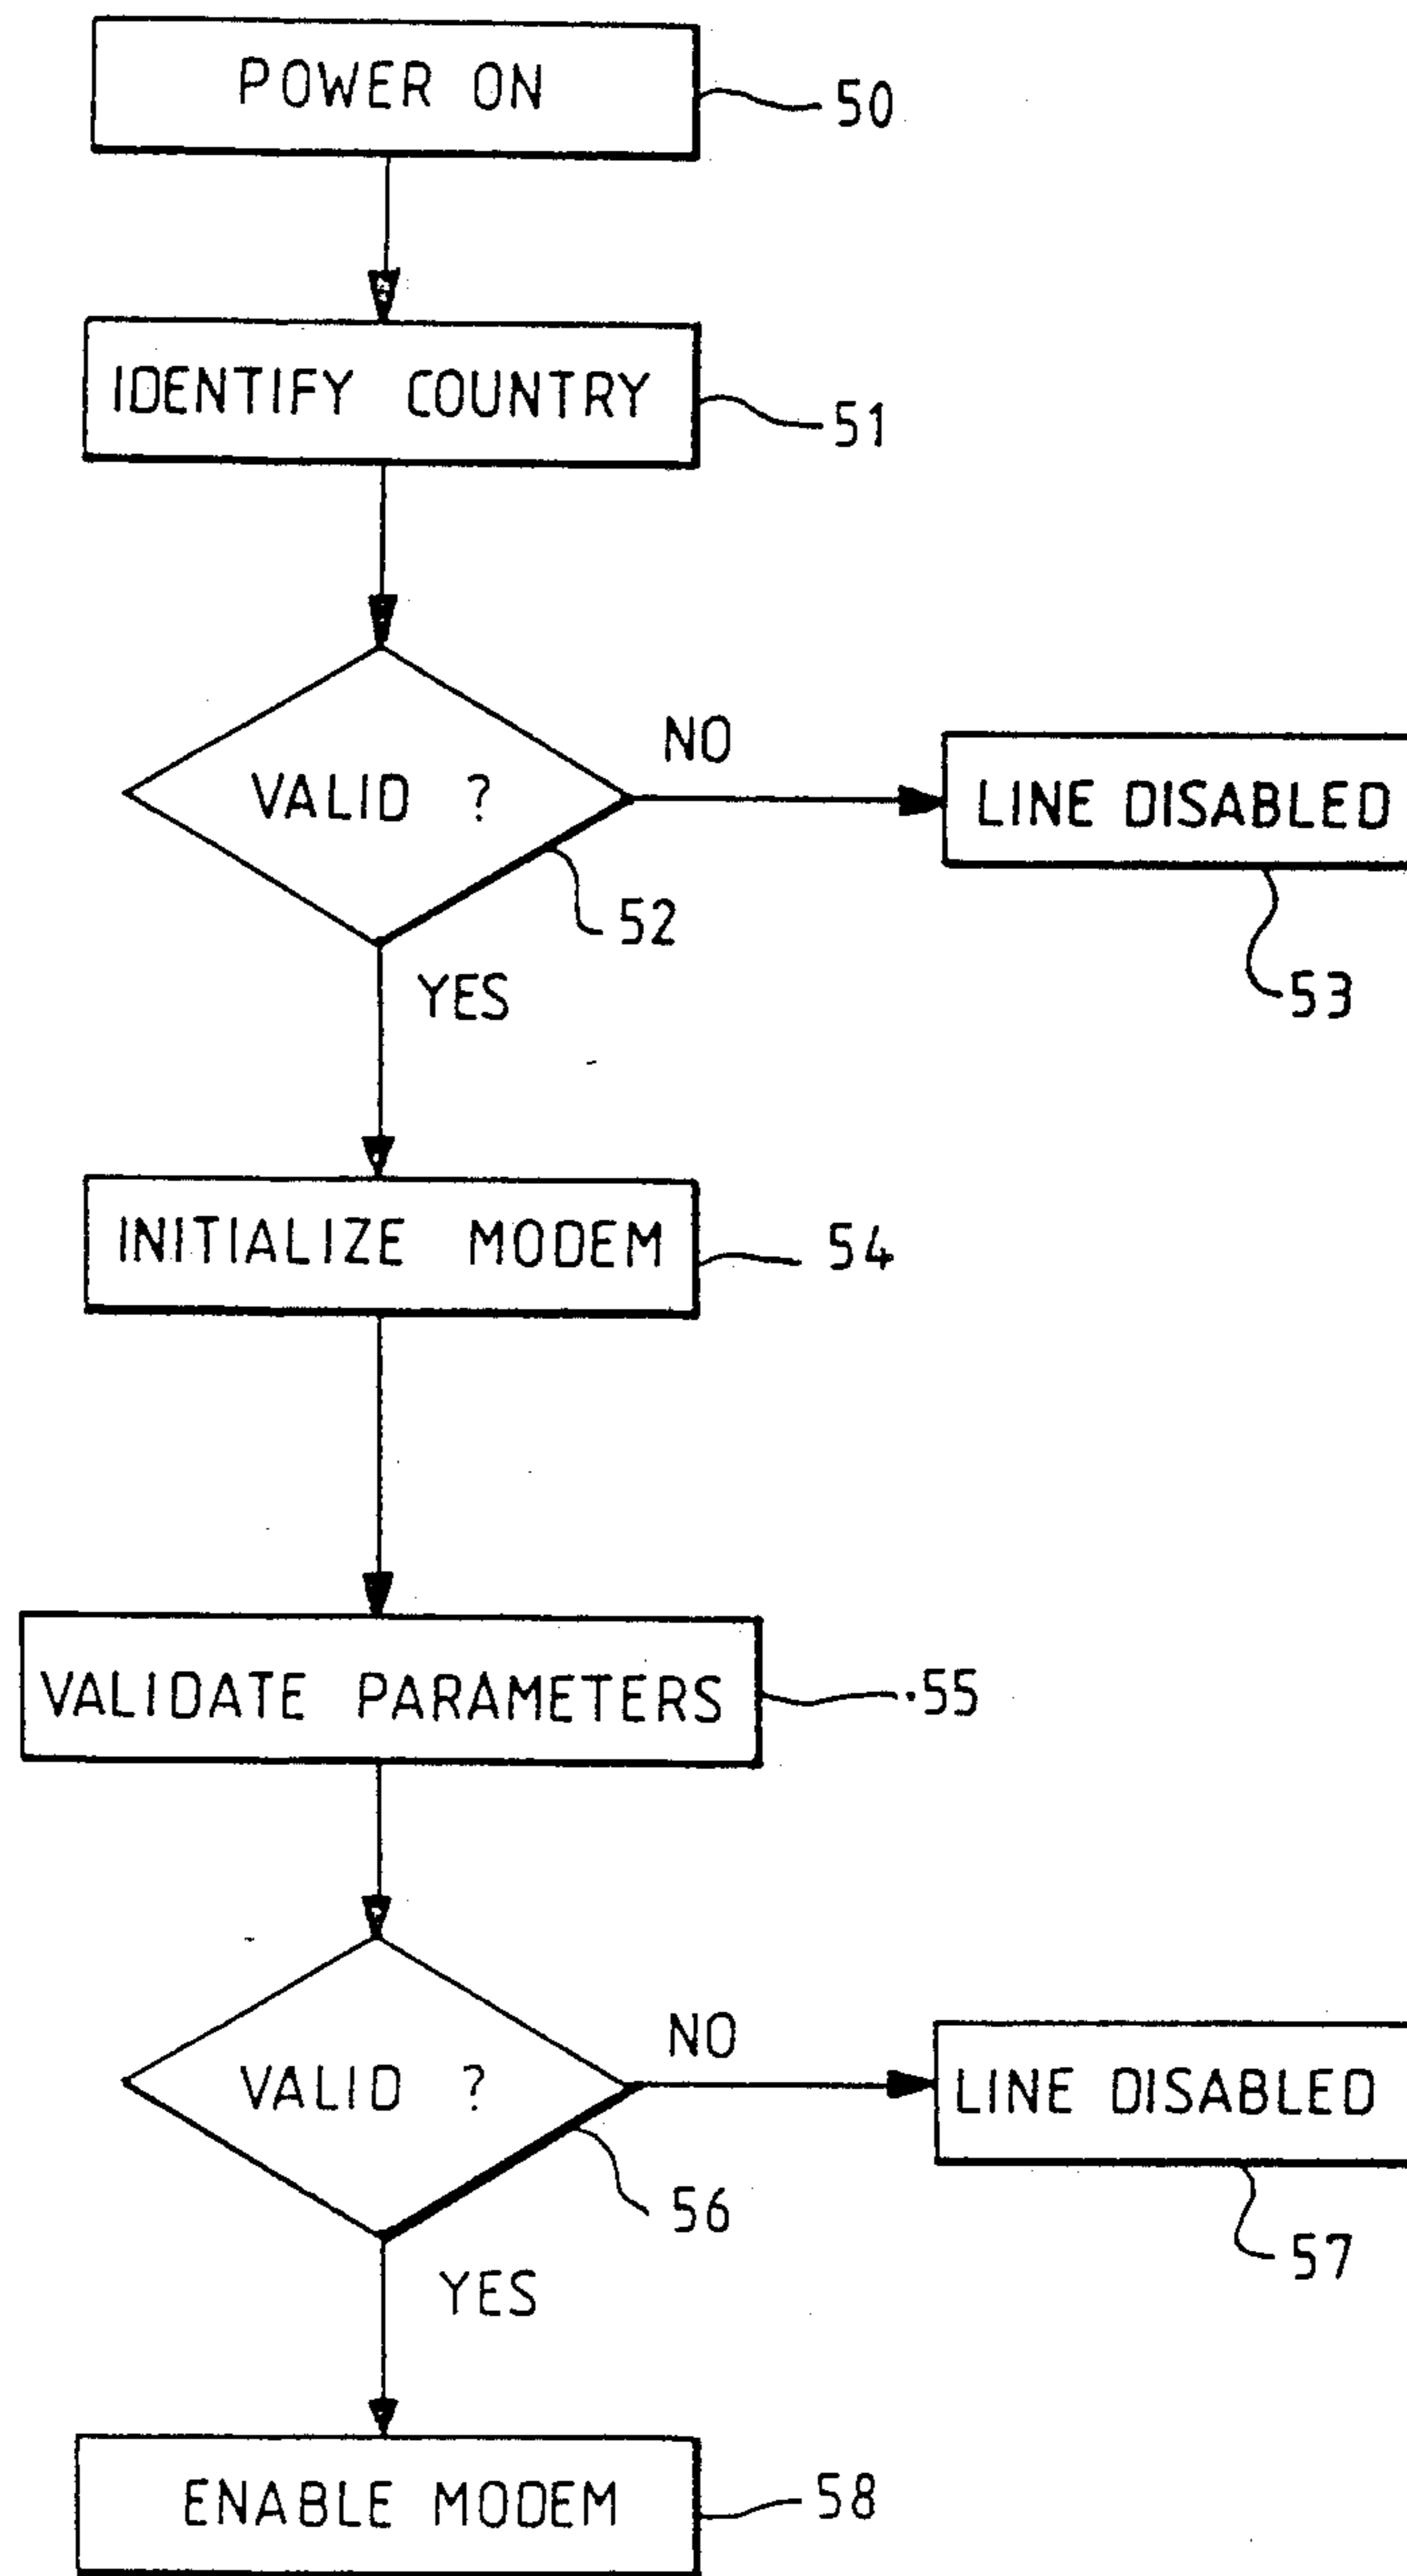 POWER ON
50
IDENTIFY COUNTRY
51
VALID ?
NO
LINE DISABLED
52
53
YES
INITIALIZE MODEM
54
VALIDATE PARAMETERS
55
VALID ?
NO
LINE DISABLED
56
57
YES
ENABLE MODEM
58